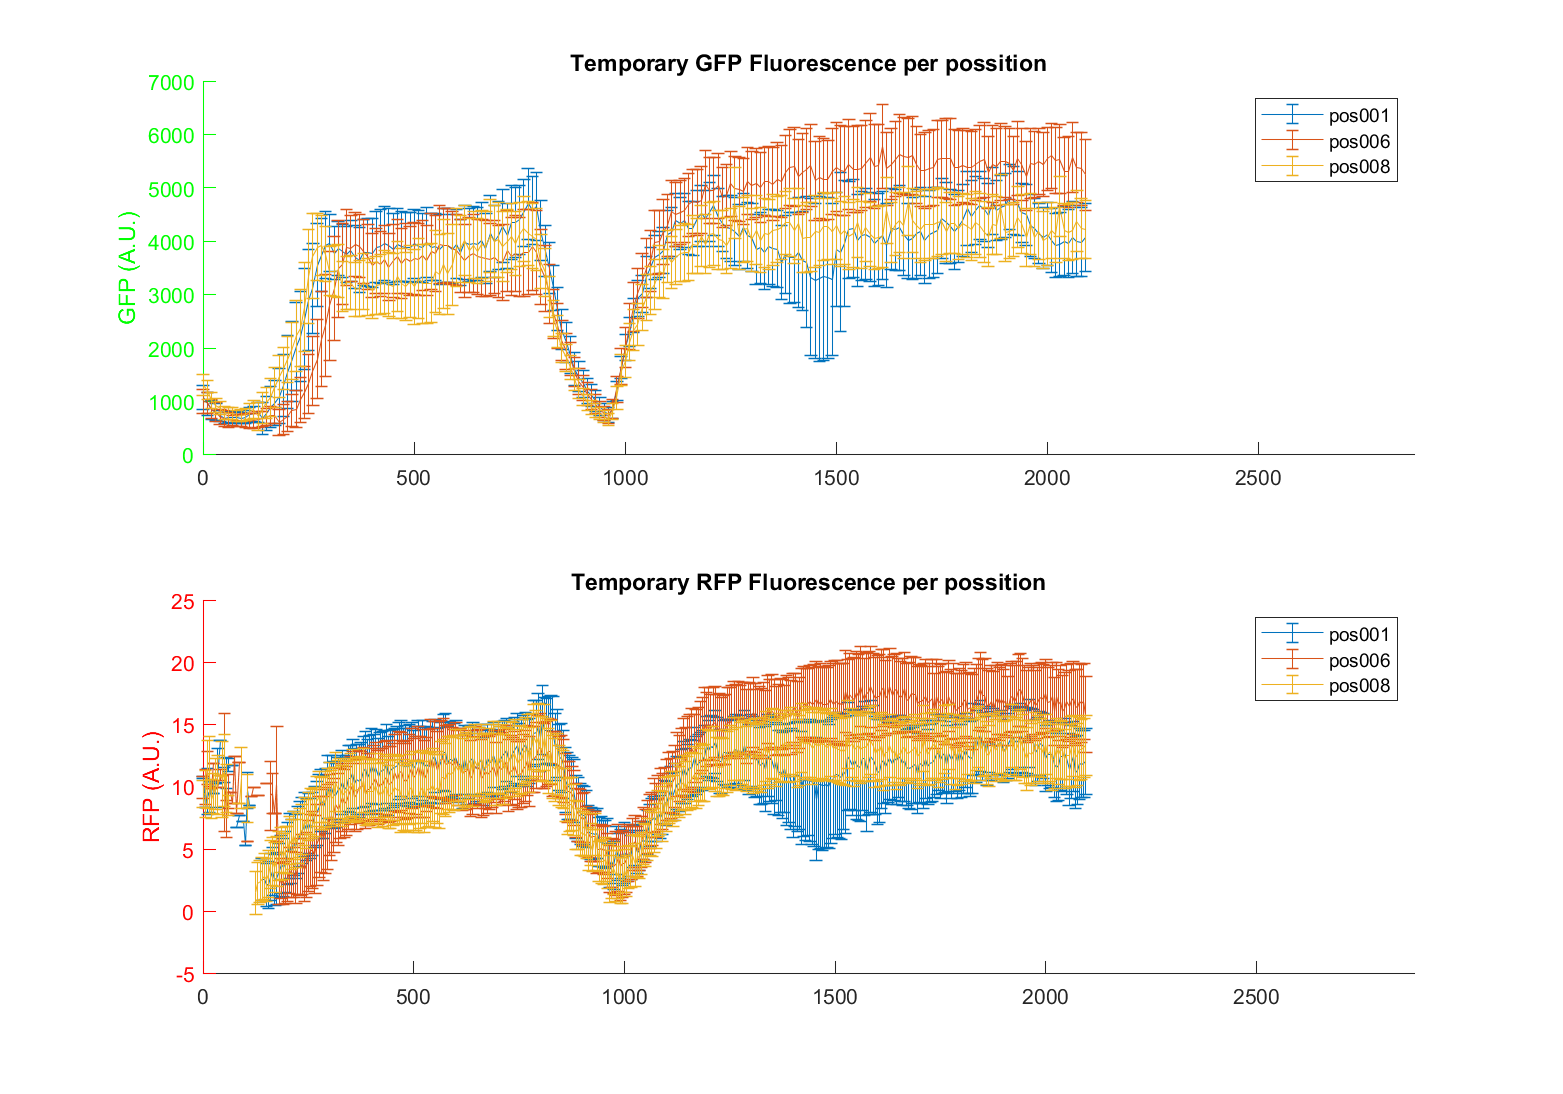 Temporary GFP Fluorescence per possition
GFP (A.U.)
7000
6000
5000
4000
3000
2000
1000
0
0 500 1000 1500 2000 2500
pos001
pos006
pos008
Temporary RFP Fluorescence per possition
RFP (A.U.)
25
20
15
10
5
0
-5
0 500 1000 1500 2000 2500
pos001
pos006
pos008